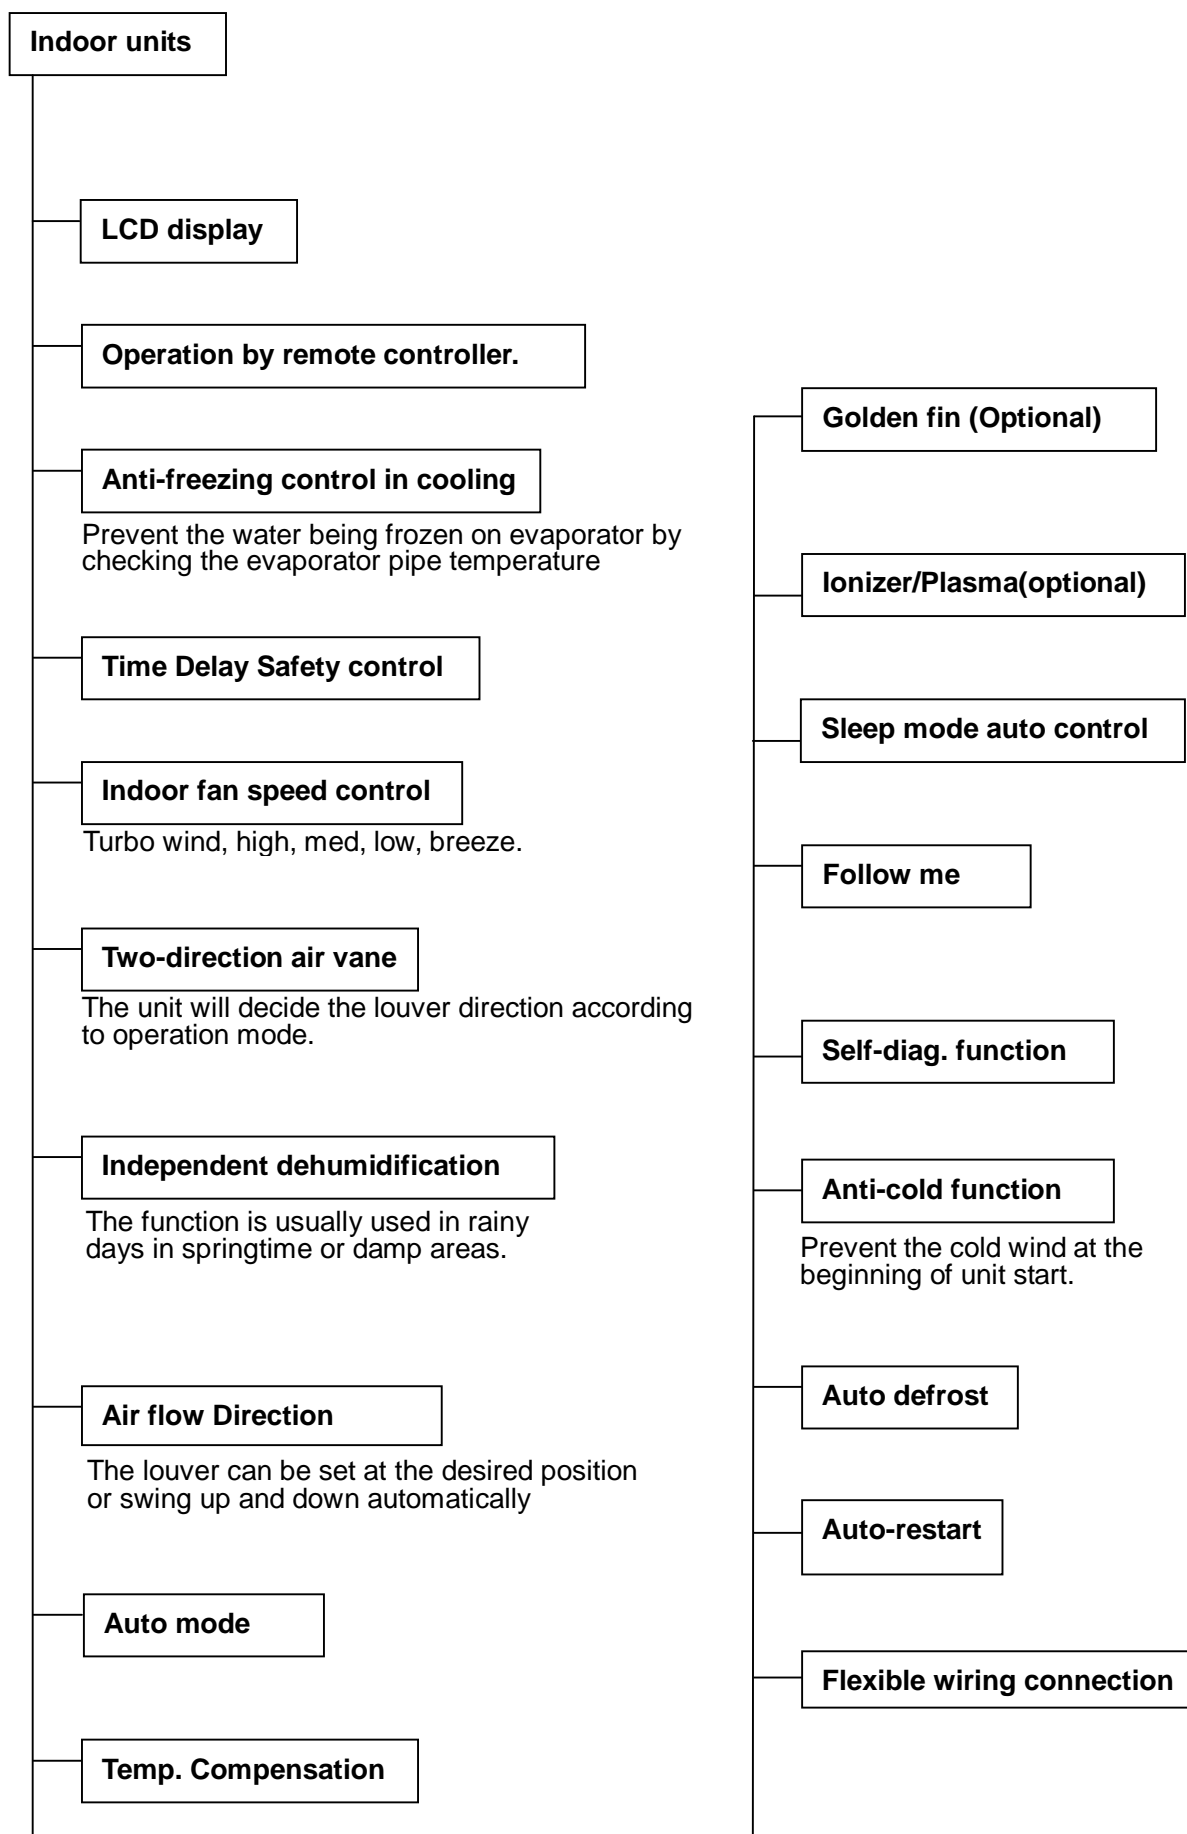 Indoor units
LCD display
Operation by remote controller.
Anti-freezing control in cooling
Prevent the water being frozen on evaporator by
checking the evaporator pipe temperature
Time Delay Safety control
Indoor fan speed control
Turbo wind, high, med, low, breeze.
Two-direction air vane
The unit will decide the louver direction according
to operation mode.
Independent dehumidification
The function is usually used in rainy
days in springtime or damp areas.
Air flow Direction
The louver can be set at the desired position
or swing up and down automatically
Auto mode
Temp. Compensation
Golden fin (Optional)
Ionizer/Plasma(optional)
Sleep mode auto control
Follow me
Self-diag. function
Anti-cold function
Prevent the cold wind at the
beginning of unit start.
Auto defrost
Auto-restart
Flexible wiring connection